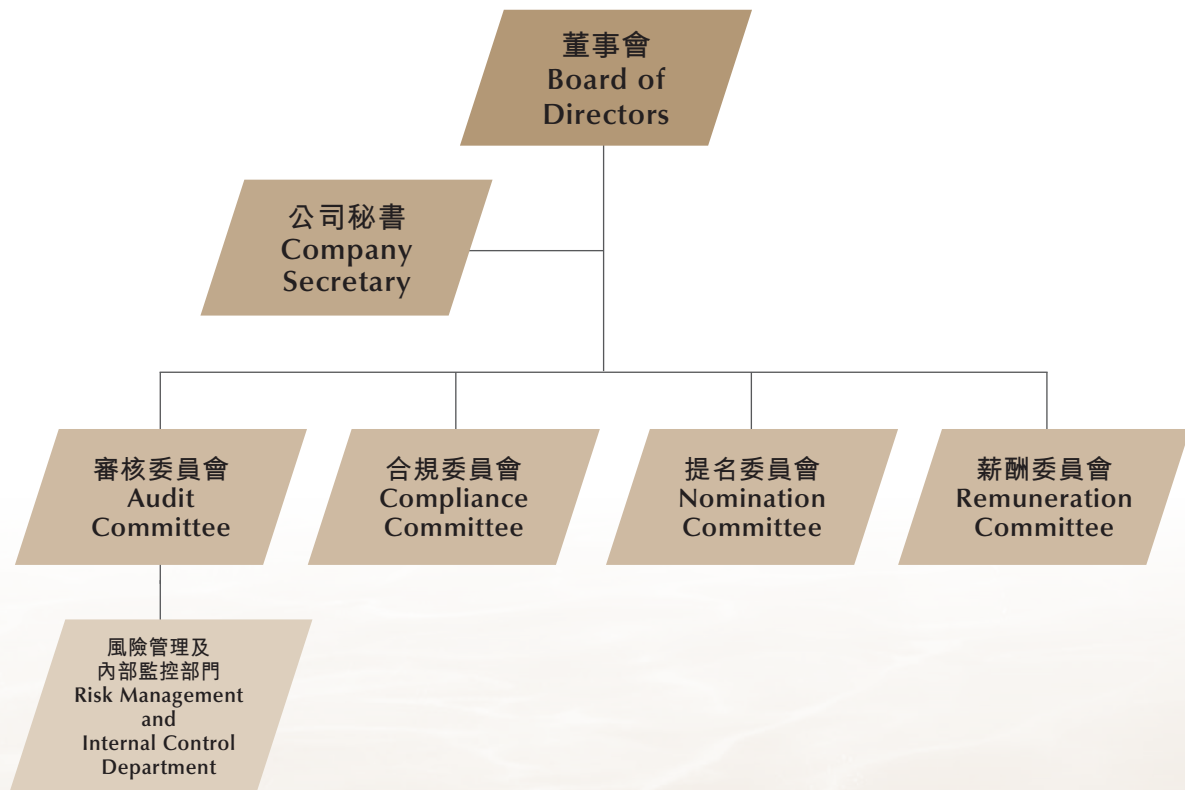 董事會
Board of
Directors
公司秘書
Company
Secretary
審核委員會
Audit
Committee
合規委員會
Compliance
Committee
提名委員會
Nomination
Committee
薪酬委員會
Remuneration
Committee
風險管理及
內部監控部門
Risk Management
and
Internal Control
Department